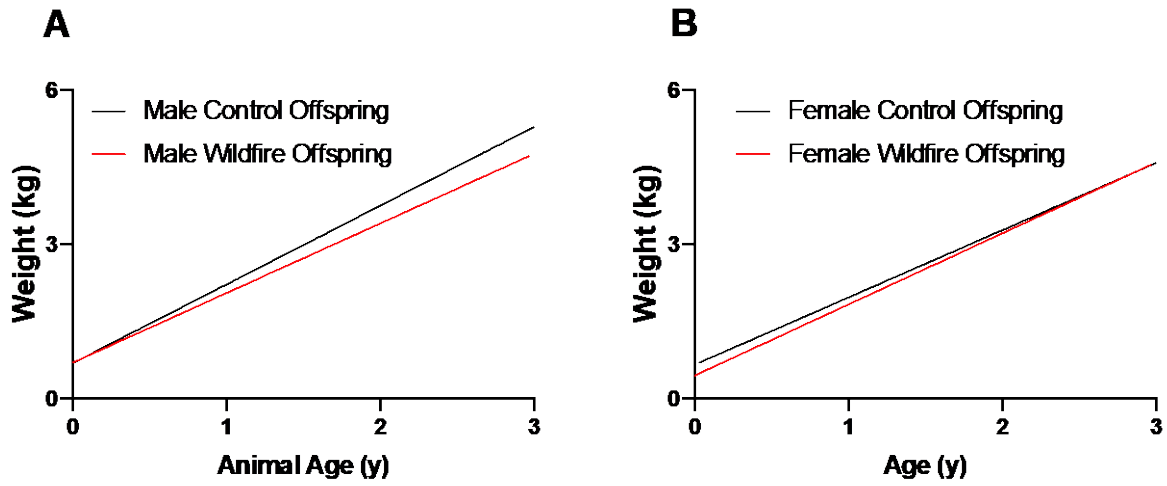 A
Weight (kg)
6
3
0
Male Control Offspring
Male Wildfire Offspring
0 1 2 3
Animal Age (y)
B
Weight (kg)
6
3
0
Female Control Offspring
Female Wildfire Offspring
0 1 2 3
Age (y)